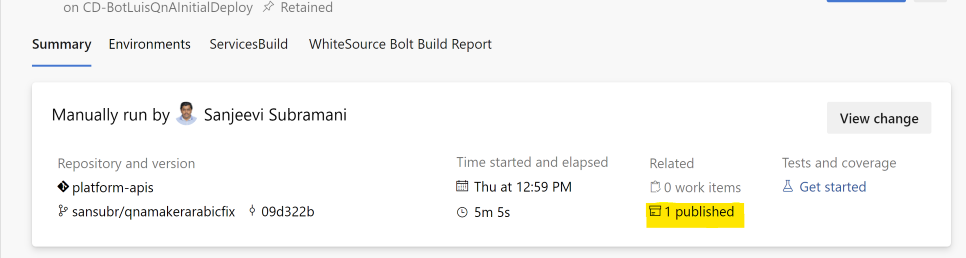 on CD-BotLuisQnAInitialDeploy Retained
Summary Environments ServicesBuild WhiteSource Bolt Build Report
Manually run by Sanjeevi Subramani
View change
Repository and version
platform-apis
sansubr/qnamakerarabicfix 09d322b
Time started and elapsed
Thu at 12:59 PM
5m 5s
Related
0 work items
1 published
Tests and coverage
Get started